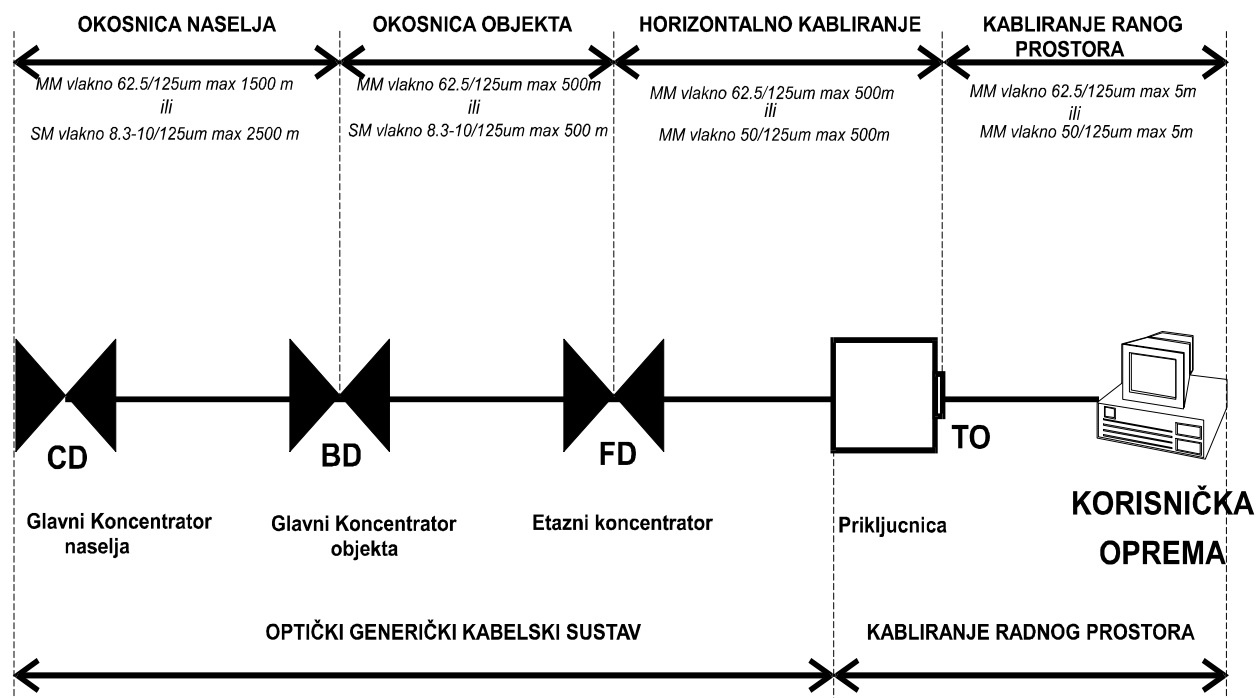 OKOSNICA NASELJA
OKOSNICA OBJEKTA
HORIZONTALNO KABLIRANJE
KABLIRANJE RANOG
PROSTORA
MM vlakno 62.5/125um max 1500 m
ili
SM vlakno 8.3-10/125um max 2500 m
MM vlakno 62.5/125um max 500m
ili
SM vlakno 8.3-10/125um max 500 m
MM vlakno 62.5/125um max 500m
ili
MM vlakno 50/125um max 500m
MM vlakno 62.5/125um max 5m
ili
MM vlakno 50/125um max 5m
CD
BD
FD
TO
Glavni Koncentrator
naselja
Glavni Koncentrator
objekta
Etazni koncentrator
Prikljucnica
KORISNIČKA
OPREMA
OPTIČKI GENERIČKI KABELSKI SUSTAV
KABLIRANJE RADNOG PROSTORA